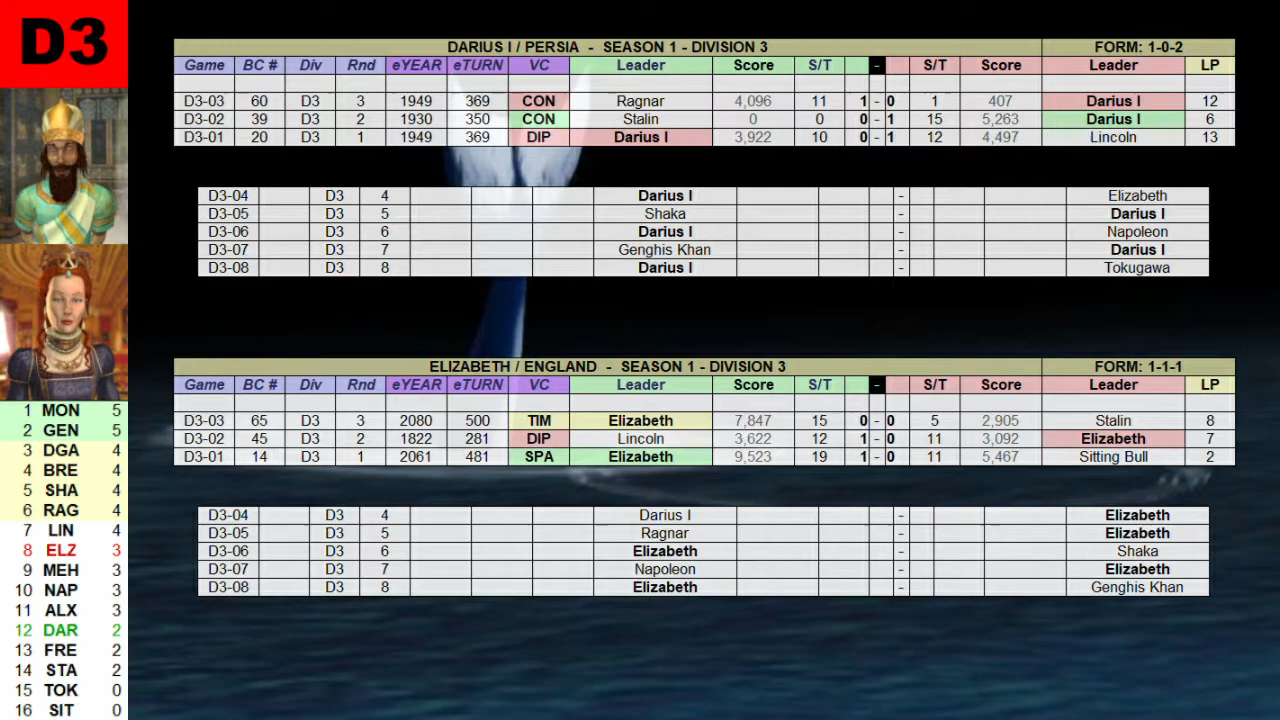 D3
DARIUS I / PERSIA - SEASON 1 - DIVISION 3 FORM: 1-0-2
Game BC # Div Rnd eYEAR eTURN VC Leader Score S/T - S/T Score Leader LP
D3-03 60 D3 3 1949 369 CON Ragnar 4,096 11 1 - 0 1 407 Darius I 12
D3-02 39 D3 2 1930 350 CON Stalin 0 0 0 - 1 15 5,263 Darius I 6
D3-01 20 D3 1 1949 369 DIP Darius I 3,922 10 0 - 1 12 4,497 Lincoln 13
D3-04 D3 4 Darius I - Elizabeth
D3-05 D3 5 Shaka - Darius I
D3-06 D3 6 Darius I - Napoleon
D3-07 D3 7 Genghis Khan - Darius I
D3-08 D3 8 Darius I - Tokugawa
ELIZABETH / ENGLAND - SEASON 1 - DIVISION 3 FORM: 1-1-1
Game BC # Div Rnd eYEAR eTURN VC Leader Score S/T - S/T Score Leader LP
D3-03 65 D3 3 2080 500 TIM Elizabeth 7,847 15 0 - 0 5 2,905 Stalin 8
D3-02 45 D3 2 1822 281 DIP Lincoln 3,622 12 1 - 0 11 3,092 Elizabeth 7
D3-01 14 D3 1 2061 481 SPA Elizabeth 9,523 19 1 - 0 11 5,467 Sitting Bull 2
D3-04 D3 4 Darius I - Elizabeth
D3-05 D3 5 Ragnar - Elizabeth
D3-06 D3 6 Elizabeth - Shaka
D3-07 D3 7 Napoleon - Elizabeth
D3-08 D3 8 Elizabeth - Genghis Khan
1 MON 5
2 GEN 5
3 DGA 4
4 BRE 4
5 SHA 4
6 RAG 4
7 LIN 4
8 ELZ 3
9 MEH 3
10 NAP 3
11 ALX 3
12 DAR 2
13 FRE 2
14 STA 2
15 TOK 0
16 SIT 0